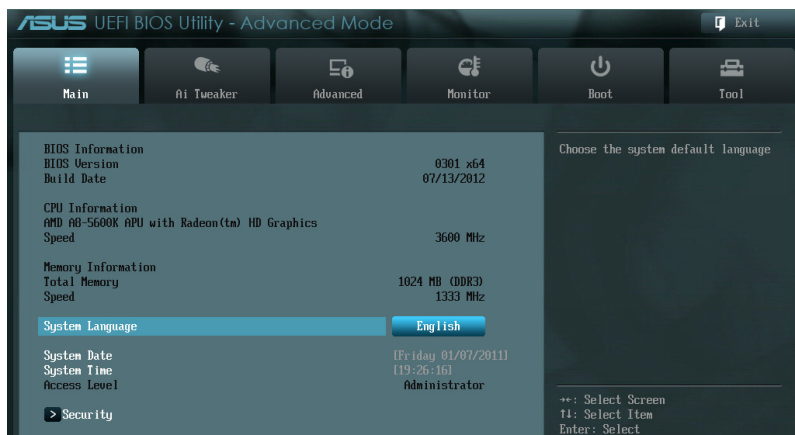 ASUS UEFI BIOS Utility - Advanced Mode
Exit
Main
Ai Tweaker
Advanced
Monitor
Boot
Tool
BIOS Information
BIOS Version 0301 x64
Build Date 07/13/2012
CPU Information
AMD A8-5600K APU with Radeon(tm) HD Graphics
Speed 3600 MHz
Memory Information
Total Memory 1024 MB (DDR3)
Speed 1333 MHz
System Language English
System Date [Friday 01/07/2011]
System Time [19:26:16]
Access Level Administrator
> Security
Choose the system default language
→←: Select Screen
↑↓: Select Item
Enter: Select